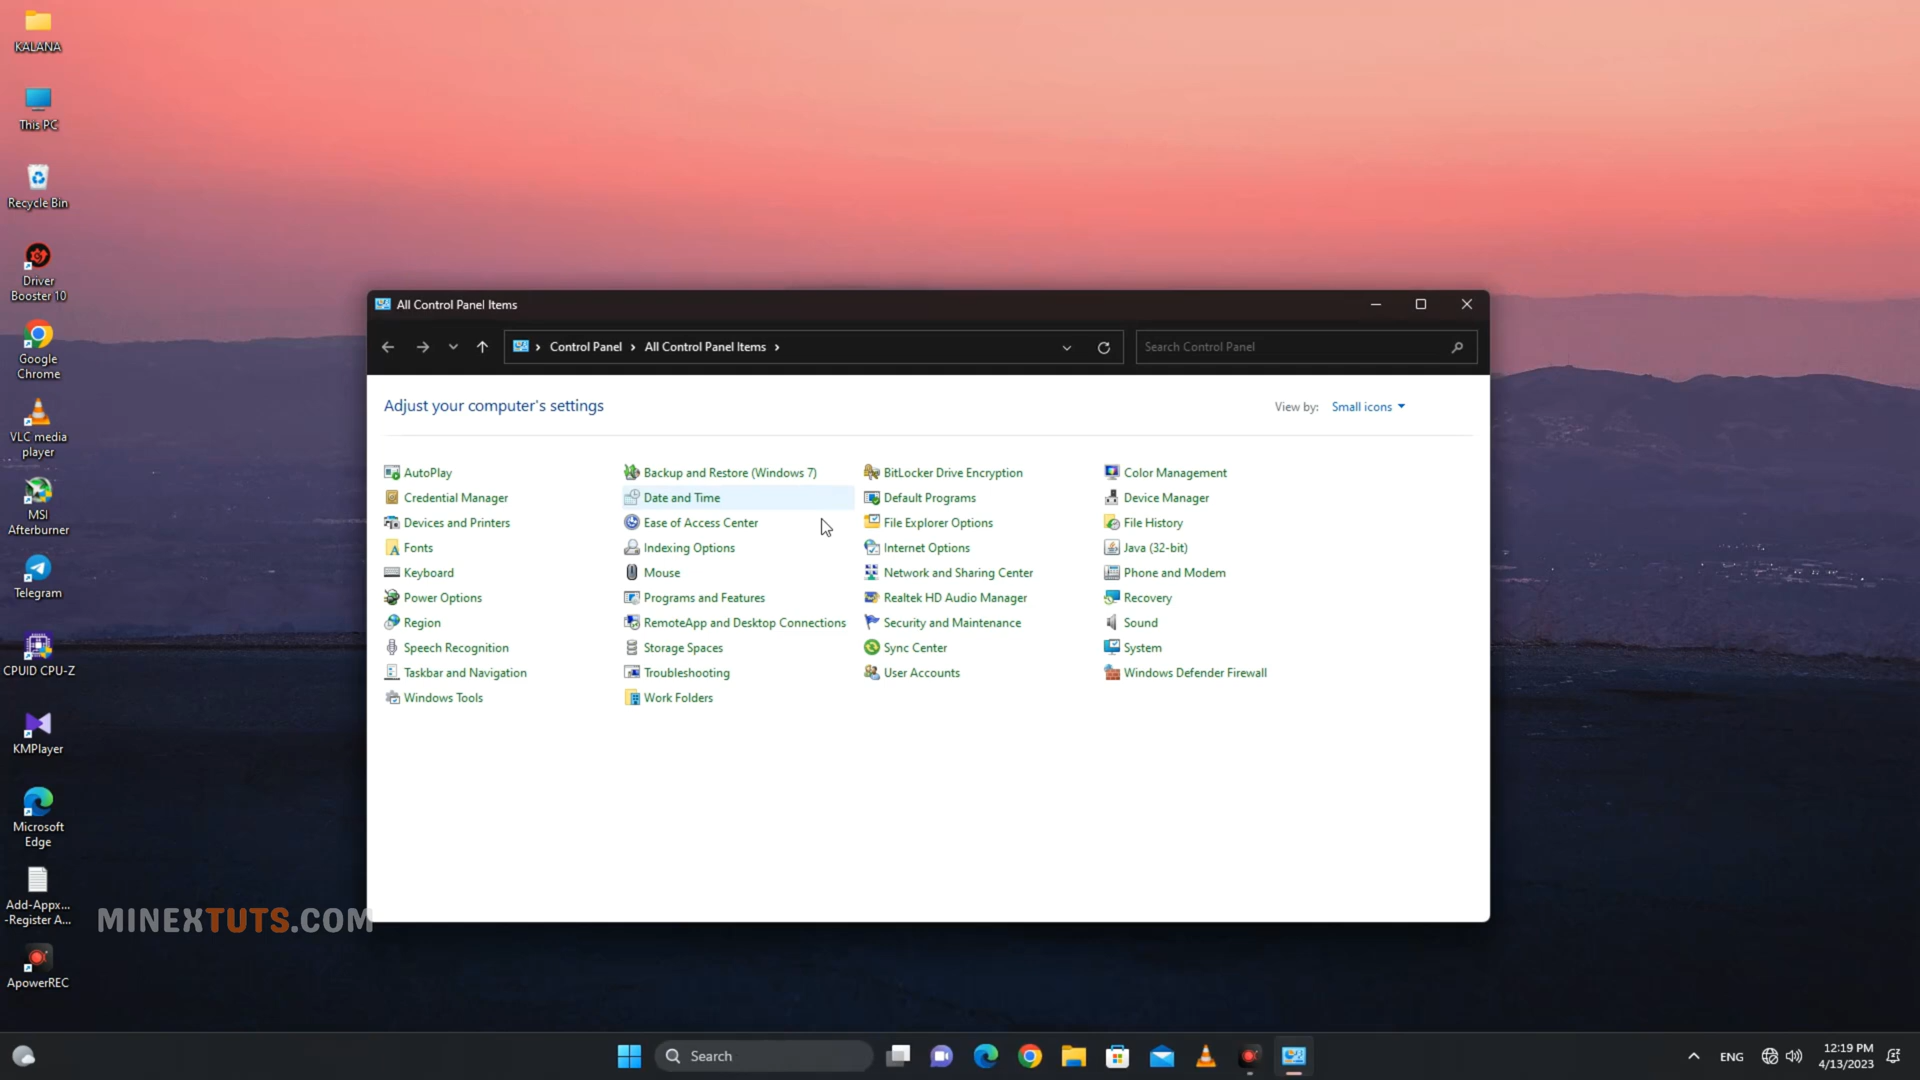 KALANA
This PC
Recycle Bin
Driver
Booster 10
Google
Chrome
VLC media
player
MSI
Afterburner
Telegram
CPUID CPU-Z
KMPlayer
Microsoft
Edge
Add-Appx...
-Register A...
ApowerREC
MINEXTUTS.COM
All Control Panel Items
Control Panel > All Control Panel Items >
Search Control Panel
Adjust your computer's settings
View by: Small icons
AutoPlay
Backup and Restore (Windows 7)
BitLocker Drive Encryption
Color Management
Credential Manager
Date and Time
Default Programs
Device Manager
Devices and Printers
Ease of Access Center
File Explorer Options
File History
Fonts
Indexing Options
Internet Options
Java (32-bit)
Keyboard
Mouse
Network and Sharing Center
Phone and Modem
Power Options
Programs and Features
Realtek HD Audio Manager
Recovery
Region
RemoteApp and Desktop Connections
Security and Maintenance
Sound
Speech Recognition
Storage Spaces
Sync Center
System
Taskbar and Navigation
Troubleshooting
User Accounts
Windows Defender Firewall
Windows Tools
Work Folders
Search
ENG
12:19 PM
4/13/2023